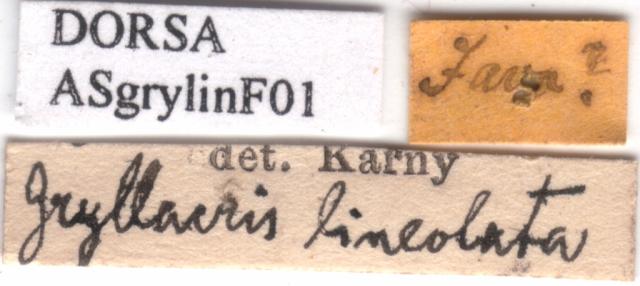 DORSA
ASgrylinF01
Java?
det. Karny
Gryllacris lineolata